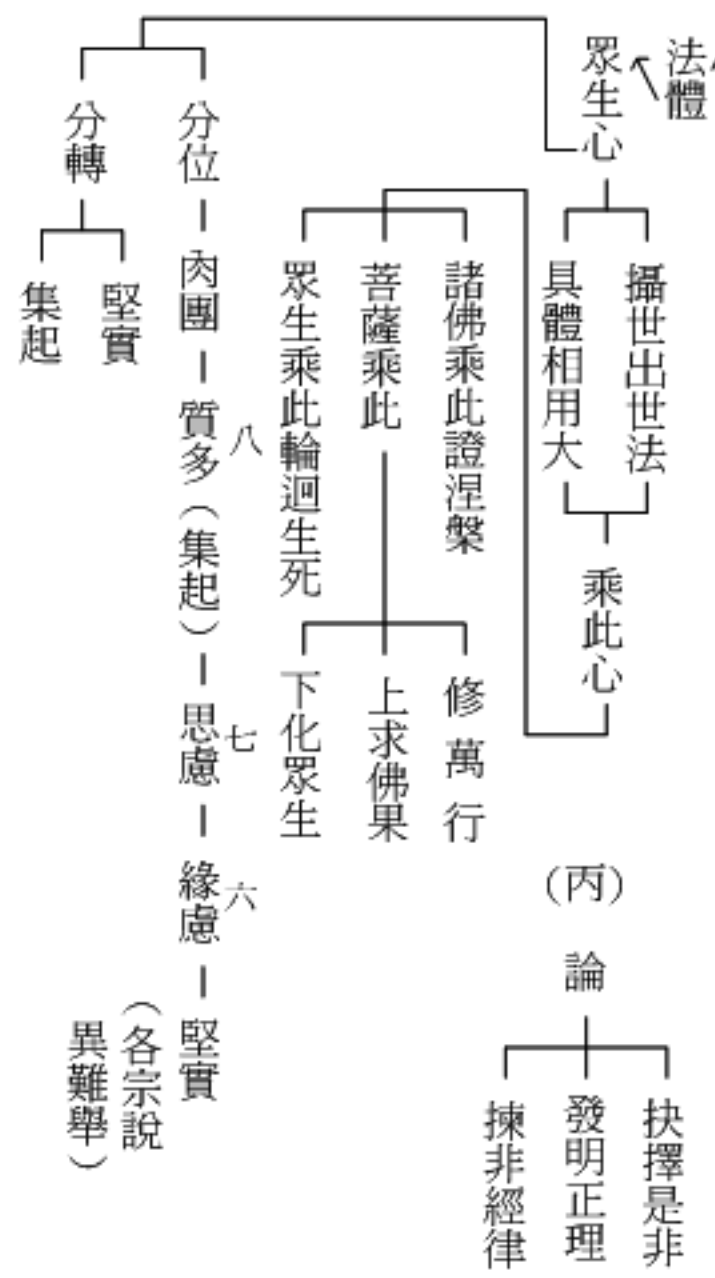 法體
眾生心
攝世出世法
具體相用大
乘此心
諸佛乘此證涅槃
菩薩乘此
眾生乘此輪迴生死
修萬行
上求佛果
下化眾生
分位
肉團
質多（集起）
八
思慮
七
緣慮
六
堅實
（各宗說
異難舉）
分轉
堅實
集起
（丙）
論
抉擇是非
發明正理
揀非經律